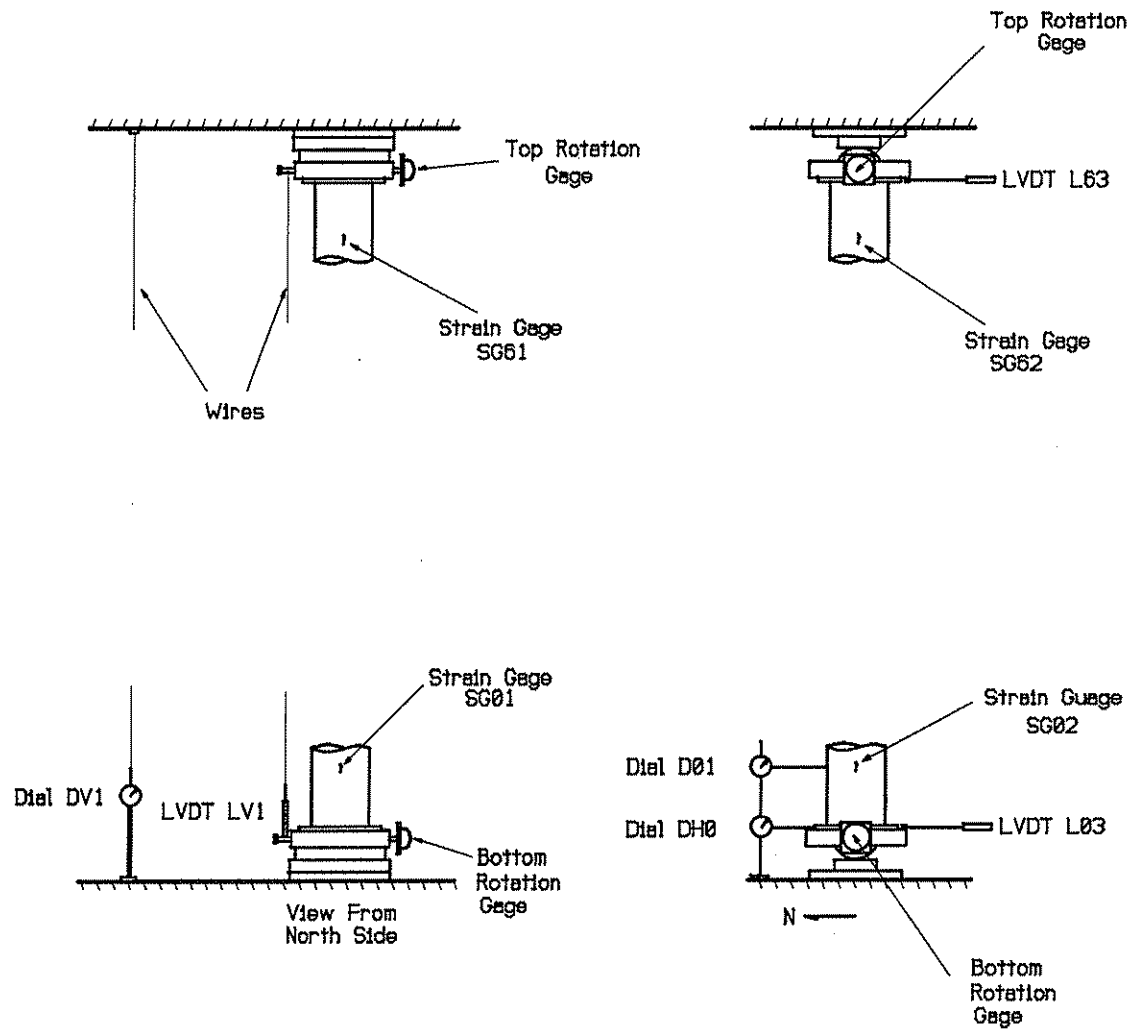 Top Rotation
Gage
Top Rotation
Gage
LVDT L63
Strain Gage
SG61
Strain Gage
SG62
Wires
Strain Gage
SG01
Strain Guage
SG02
Dial D01
Dial DV1
LVDT LV1
Dial DH0
LVDT L03
Bottom
Rotation
Gage
View From
North Side
N
Bottom
Rotation
Gage